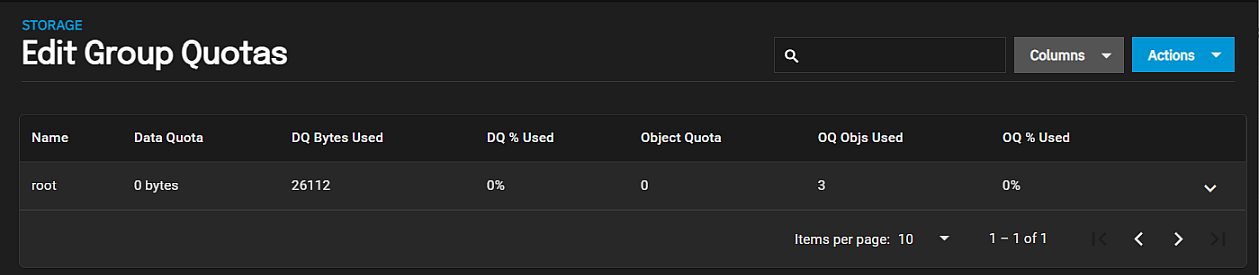 STORAGE
Edit Group Quotas
Columns Actions
Name Data Quota DQ Bytes Used DQ % Used Object Quota OQ Objs Used OQ % Used
root 0 bytes 26112 0% 0 3 0%
Items per page: 10 1 – 1 of 1